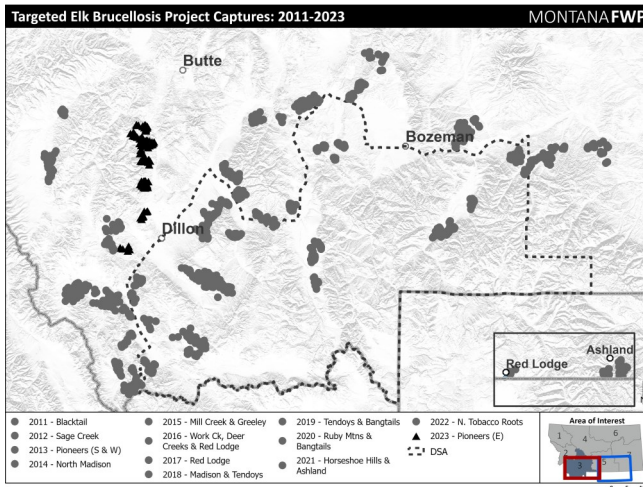 Targeted Elk Brucellosis Project Captures: 2011-2023
MONTANAFWP
Butte
Bozeman
Dillon
Ashland
Red Lodge
2011 - Blacktail
2012 - Sage Creek
2013 - Pioneers (S & W)
2014 - North Madison
2015 - Mill Creek & Greeley
2016 - Work Ck, Deer
Creeks & Red Lodge
2017 - Red Lodge
2018 - Madison & Tendoys
2019 - Tendoys & Bangtails
2020 - Ruby Mtns &
Bangtails
2021 - Horseshoe Hills &
Ashland
2022 - N. Tobacco Roots
2023 - Pioneers (E)
DSA
Area of Interest
1
4
6
2
3
5
7